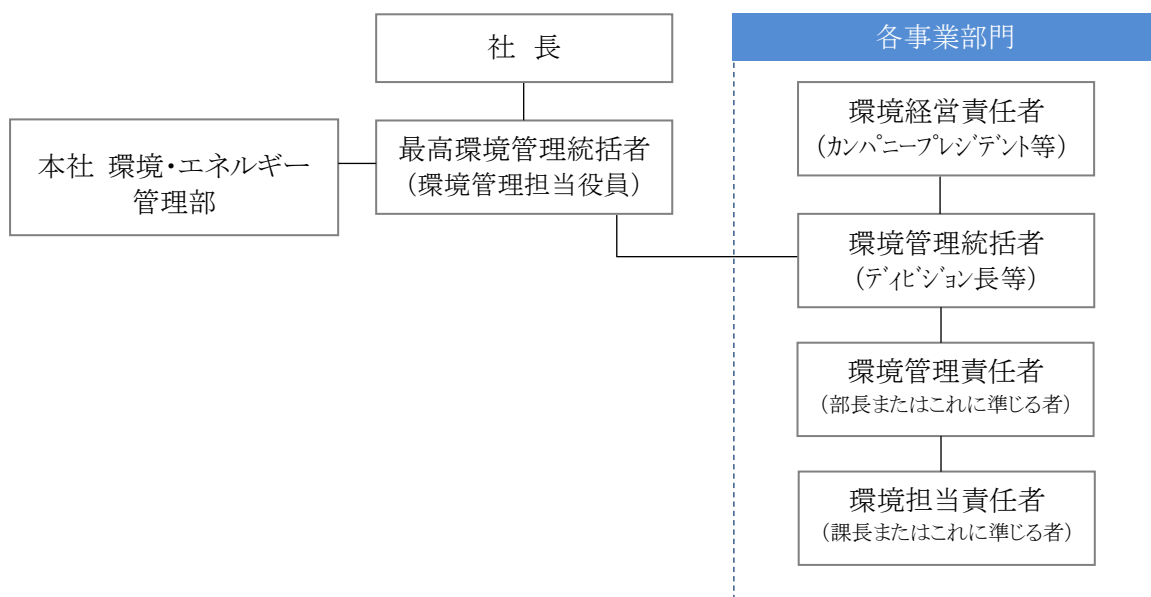 社 長
本社 環境・エネルギー
管理部
最高環境管理統括者
(環境管理担当役員)
各事業部門
環境経営責任者
(ｶﾝﾊﾟﾆｰﾌﾟﾚｼﾞﾃﾞﾝﾄ等)
環境管理統括者
(ﾃﾞｨﾋﾞｼﾞｮﾝ長等)
環境管理責任者
(部長またはこれに準じる者)
環境担当責任者
(課長またはこれに準じる者)